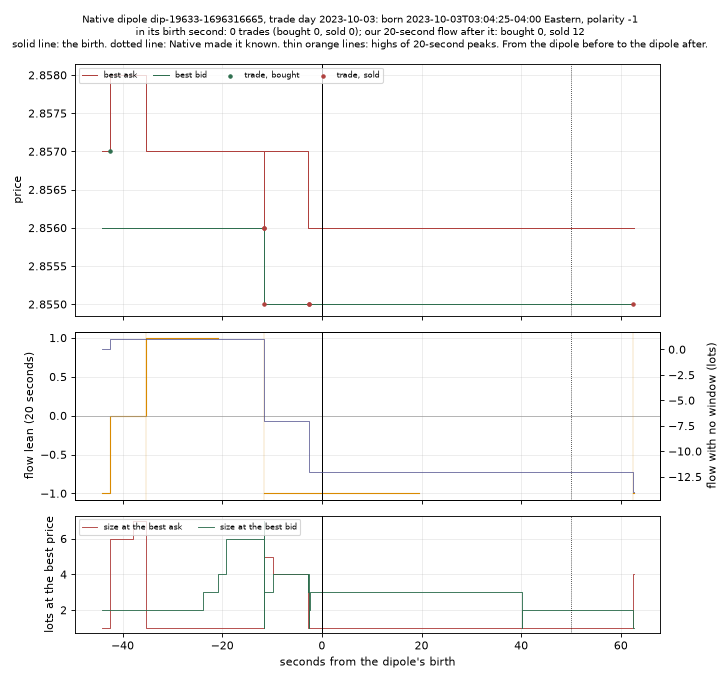 Native dipole dip-19633-1696316665, trade day 2023-10-03: born 2023-10-03T03:04:25-04:00 Eastern, polarity -1
in its birth second: 0 trades (bought 0, sold 0); our 20-second flow after it: bought 0, sold 12
solid line: the birth. dotted line: Native made it known. thin orange lines: highs of 20-second peaks. From the dipole before to the dipole after.
best ask best bid trade, bought trade, sold
2.8580
2.8575
2.8570
2.8565
2.8560
2.8555
2.8550
price
1.0
0.5
0.0
−0.5
−1.0
flow lean (20 seconds)
0.0
−2.5
−5.0
−7.5
−10.0
−12.5
flow with no window (lots)
size at the best ask size at the best bid
6
4
2
lots at the best price
−40 −20 0 20 40 60
seconds from the dipole's birth